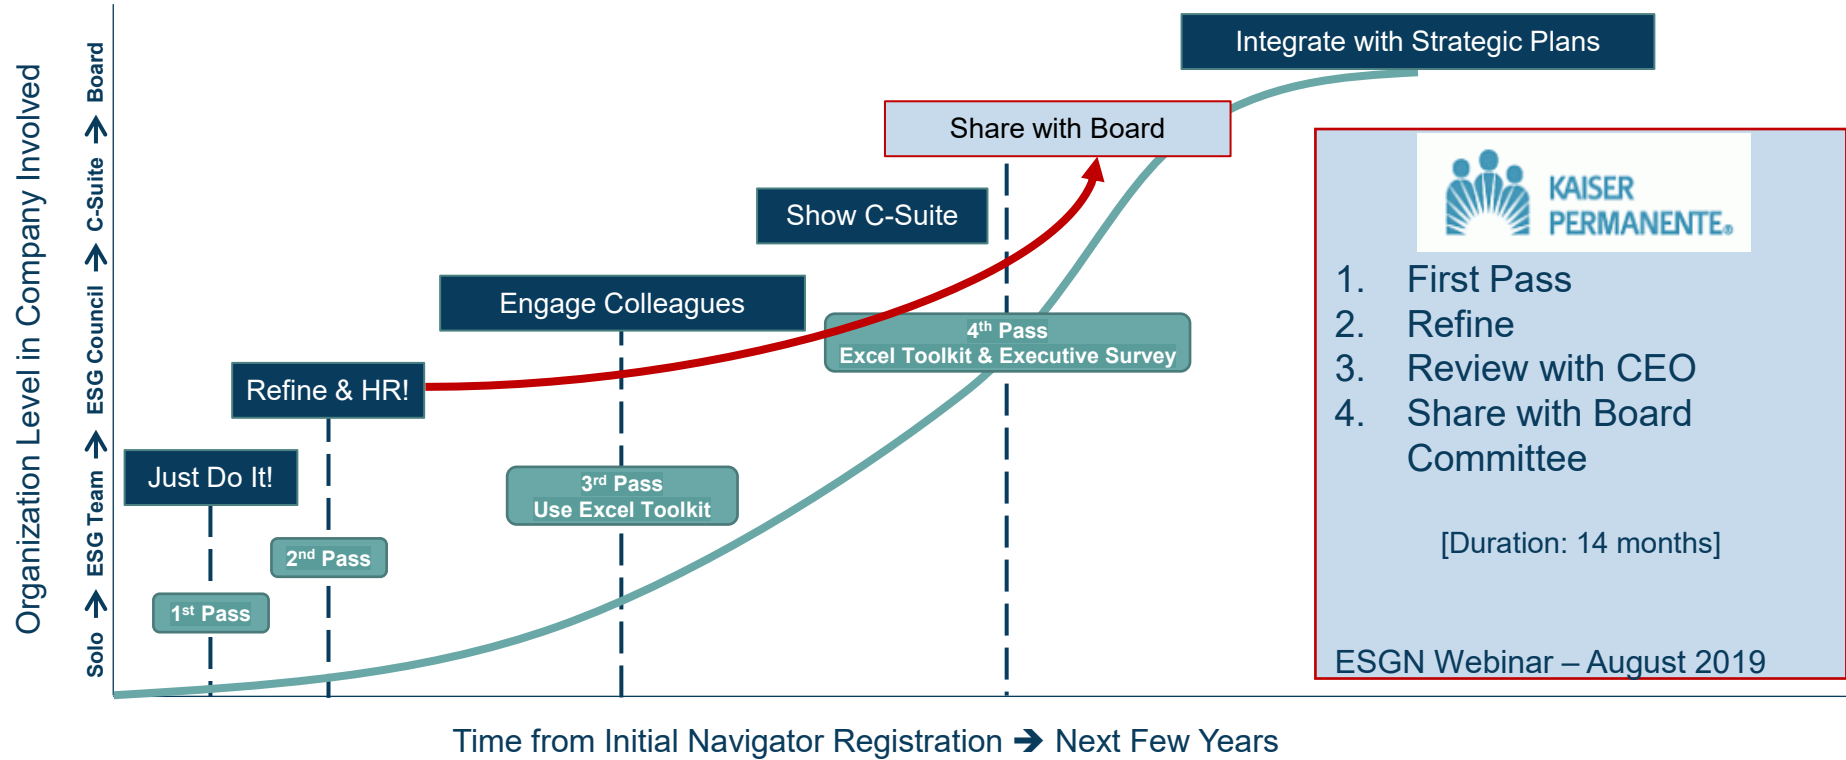 Integrate with Strategic Plans
Share with Board
Show C-Suite
Engage Colleagues
Refine & HR!
Just Do It!
1st Pass
2nd Pass
3rd Pass
Use Excel Toolkit
4th Pass
Excel Toolkit & Executive Survey
Organization Level in Company Involved
Solo → ESG Team → ESG Council → C-Suite → Board
Time from Initial Navigator Registration → Next Few Years
KAISER
PERMANENTE®
1. First Pass
2. Refine
3. Review with CEO
4. Share with Board
Committee
[Duration: 14 months]
ESGN Webinar – August 2019